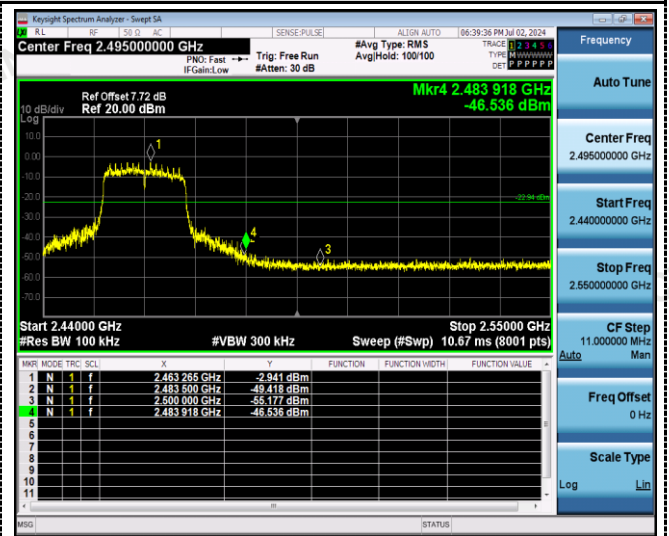 Keysight Spectrum Analyzer - Swept SA
RL RF 50 Ω AC SENSE:PULSE ALIGN AUTO 06:39:36 PM Jul 02, 2024
Center Freq 2.495000000 GHz #Avg Type: RMS TRACE 1 2 3 4 5 6 Frequency
PNO: Fast Trig: Free Run Avg|Hold: 100/100 TYPE M WWWWW
IFGain:Low #Atten: 30 dB DET P P P P P P
Auto Tune
Mkr4 2.483 918 GHz
Ref Offset 7.72 dB
10 dB/div Ref 20.00 dBm -46.536 dBm
Log
10.0
0.00
-10.0
-20.0
-30.0
-40.0
-50.0
-60.0
-70.0
1
4
3
-22.94 dBm
Center Freq
2.495000000 GHz
Start Freq
2.440000000 GHz
Stop Freq
2.550000000 GHz
Start 2.44000 GHz Stop 2.55000 GHz
#Res BW 100 kHz #VBW 300 kHz Sweep (#Swp) 10.67 ms (8001 pts)
CF Step
11.000000 MHz
Auto Man
MKR MODE TRC SCL X Y FUNCTION FUNCTION WIDTH FUNCTION VALUE
1 N 1 f 2.463 265 GHz -2.941 dBm
2 N 1 f 2.483 500 GHz -49.418 dBm
3 N 1 f 2.500 000 GHz -55.177 dBm
4 N 1 f 2.483 918 GHz -46.536 dBm
5
6
7
8
9
10
11
Freq Offset
0 Hz
Scale Type
Log Lin
MSG STATUS